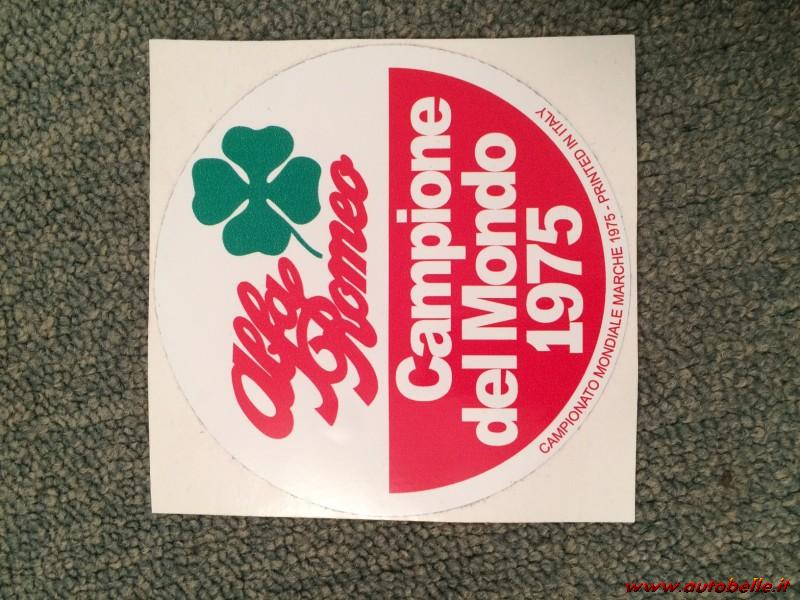 Alfa
Romeo
Campione
del Mondo
1975
CAMPIONATO MONDIALE MARCHE 1975 - PRINTED IN ITALY
www.autobelle.it